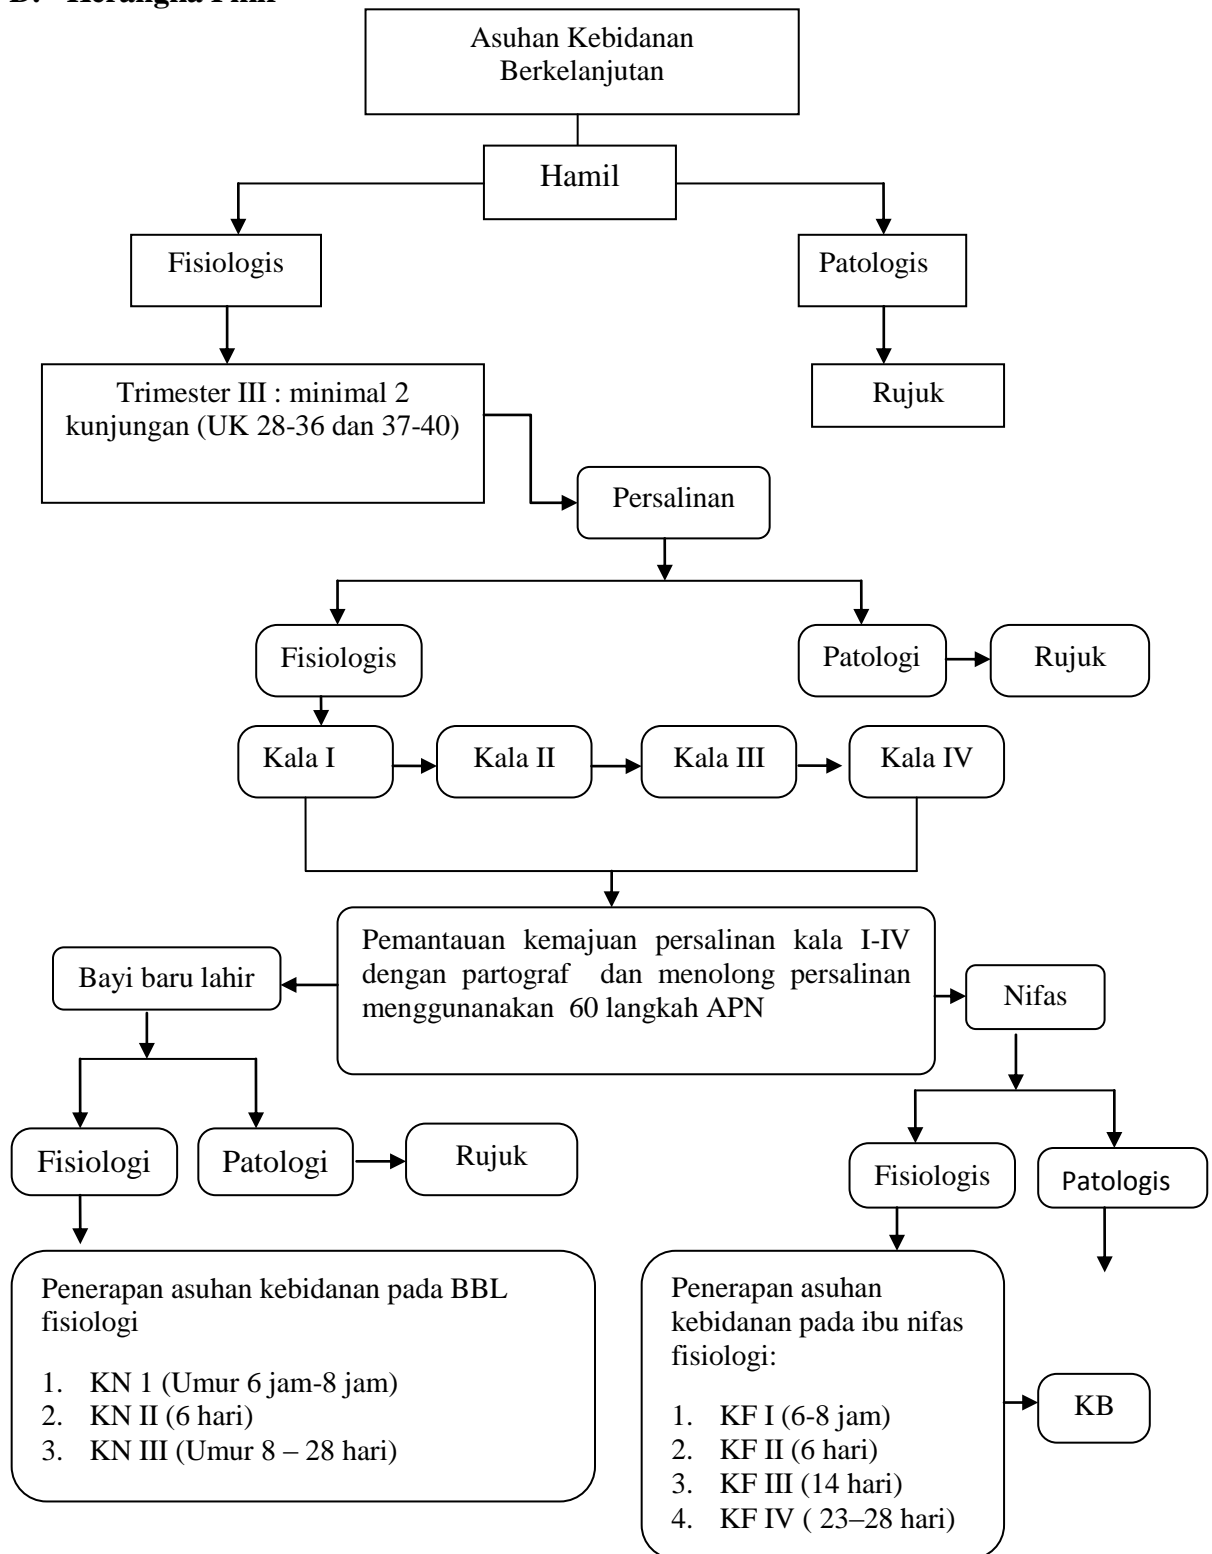 Asuhan Kebidanan
Berkelanjutan
Hamil
Fisiologis
Patologis
Trimester III : minimal 2
kunjungan (UK 28-36 dan 37-40)
Rujuk
Persalinan
Fisiologis
Patologi
Rujuk
Kala I
Kala II
Kala III
Kala IV
Pemantauan kemajuan persalinan kala I-IV
dengan partograf dan menolong persalinan
menggunanakan 60 langkah APN
Bayi baru lahir
Nifas
Fisiologi
Patologi
Rujuk
Fisiologis
Patologis
Penerapan asuhan kebidanan pada BBL
fisiologi
1. KN 1 (Umur 6 jam-8 jam)
2. KN II (6 hari)
3. KN III (Umur 8 – 28 hari)
Penerapan asuhan
kebidanan pada ibu nifas
fisiologi:
1. KF I (6-8 jam)
2. KF II (6 hari)
3. KF III (14 hari)
4. KF IV ( 23–28 hari)
KB